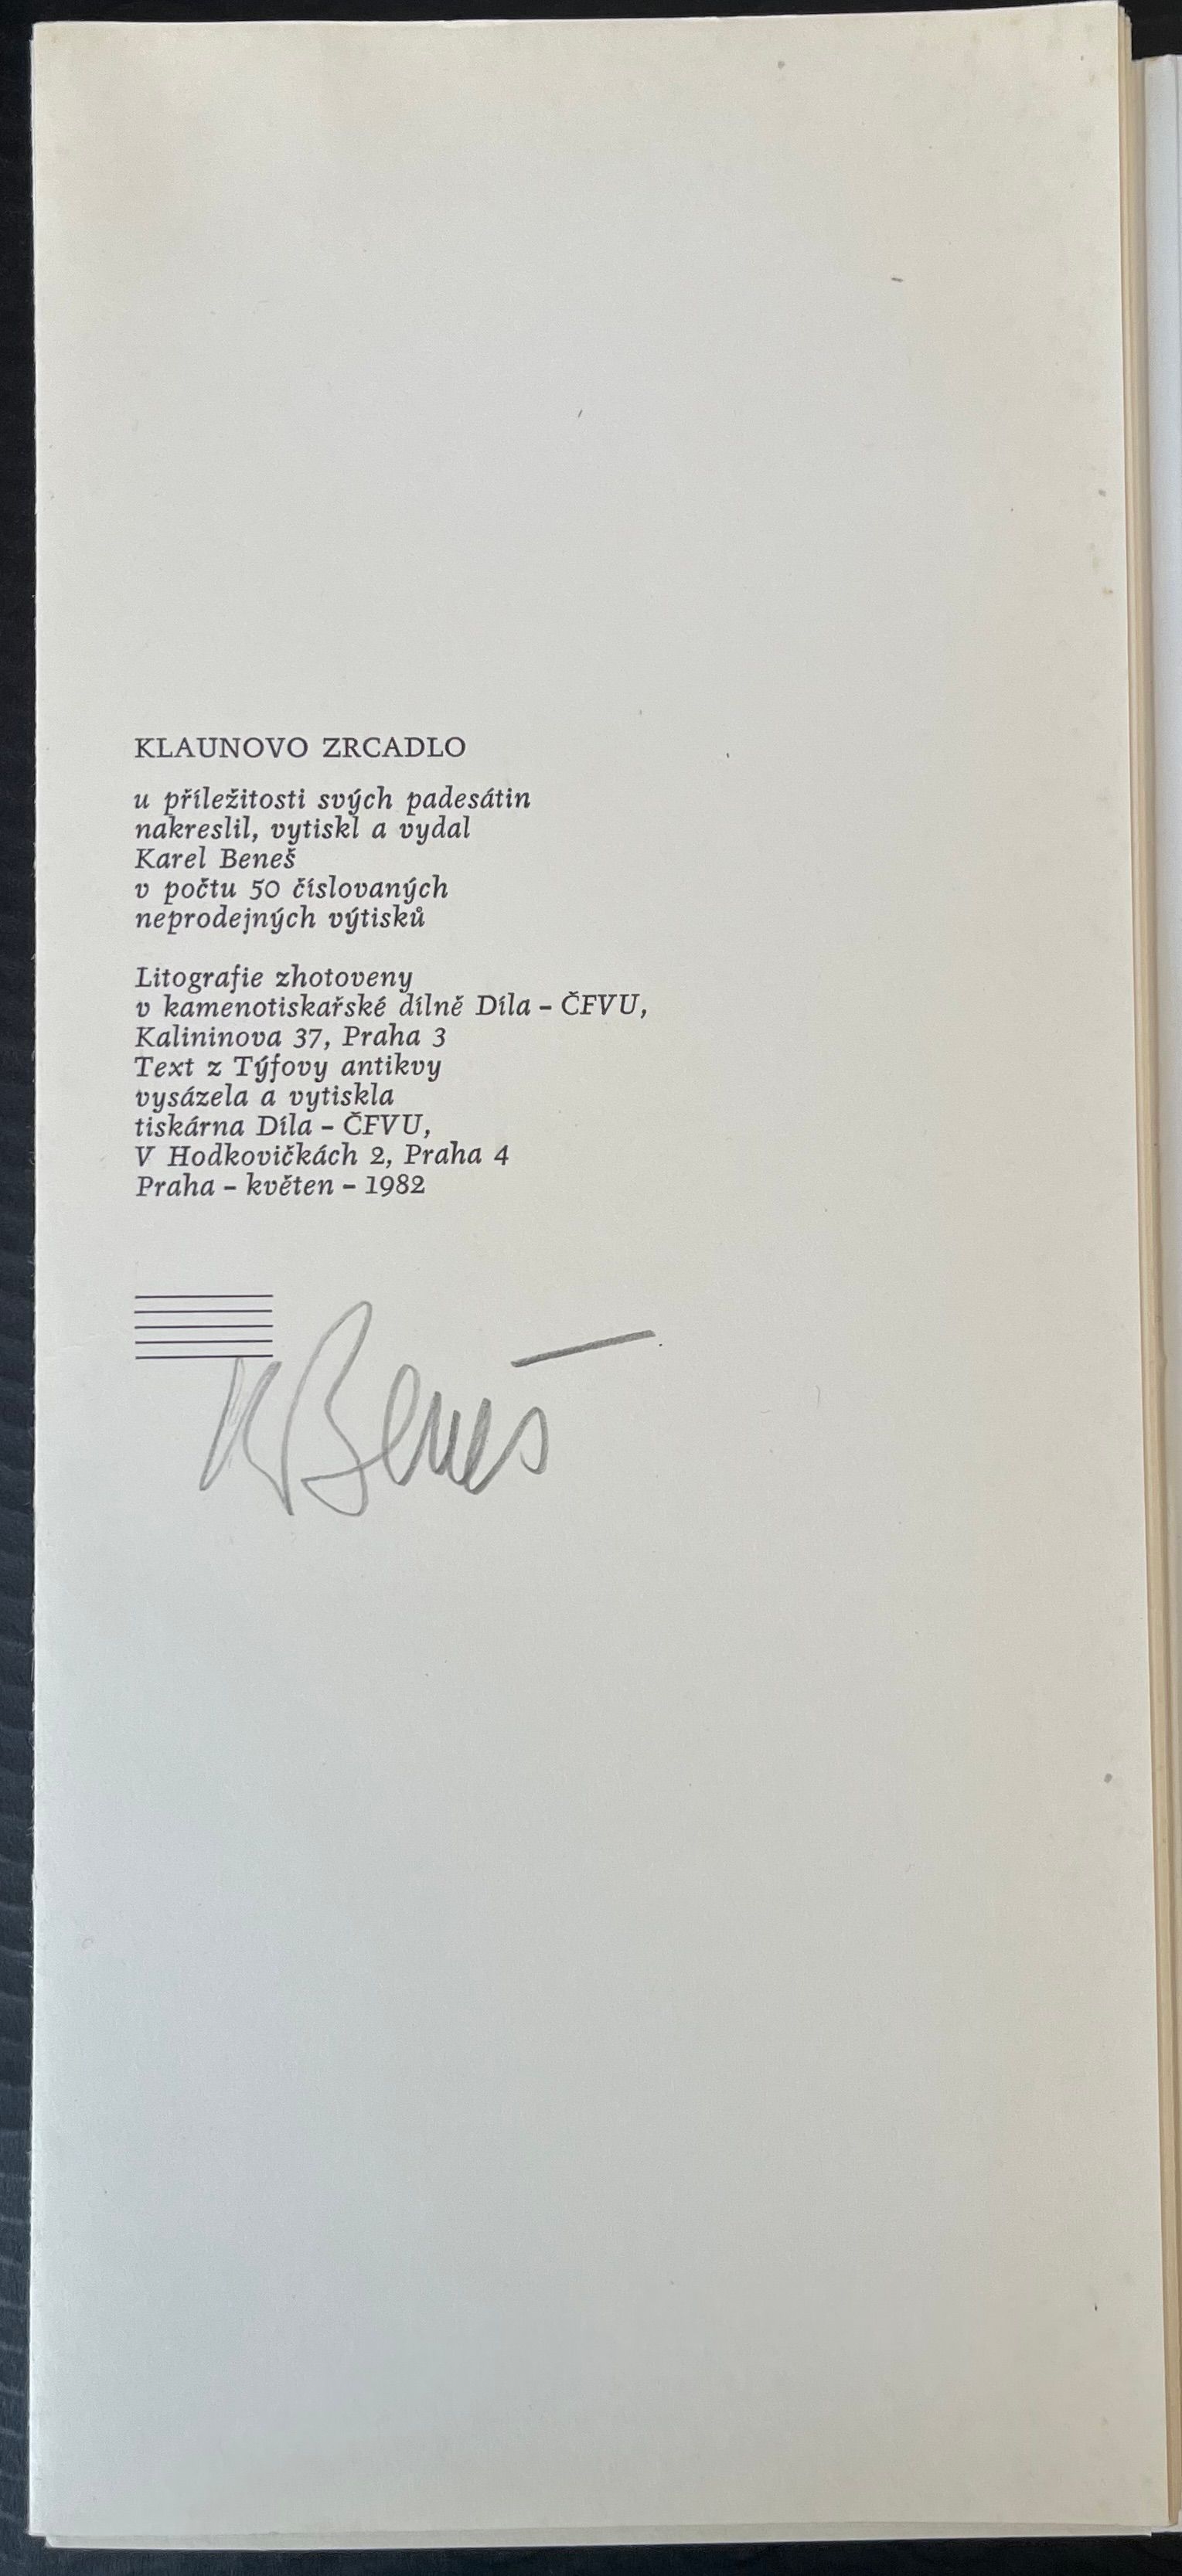 KLAUNOVO ZRCADLO
u příležitosti svých padesátin
nakreslil, vytiskl a vydal
Karel Beneš
v počtu 50 číslovaných
neprodejných výtisků
Litografie zhotoveny
v kamenotiskařské dílně Díla – ČFVU,
Kalininova 37, Praha 3
Text z Týfovy antikvy
vysázela a vytiskla
tiskárna Díla – ČFVU,
V Hodkovičkách 2, Praha 4
Praha – květen – 1982
K Beneš